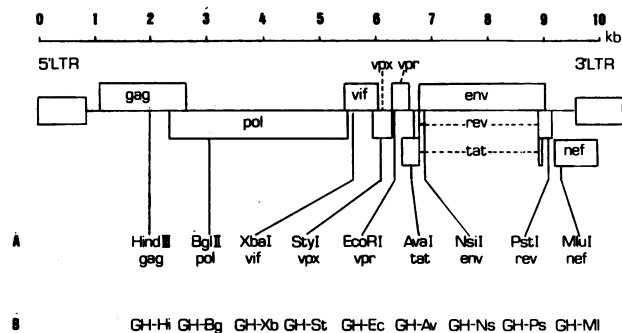 0 1 2 3 4 5 6 7 8 9 10
kb
5'LTR vpx vpr 3'LTR
gag vif env
pol rev
tat nef
A HindⅢ BglⅡ XbaI StyI EcoRI AvaI NsiI PstI MluI
gag pol vif vpx vpr tat env rev nef
B GH-Hi GH-Bg GH-Xb GH-St GH-Ec GH-Av GH-Ns GH-Ps GH-Ml